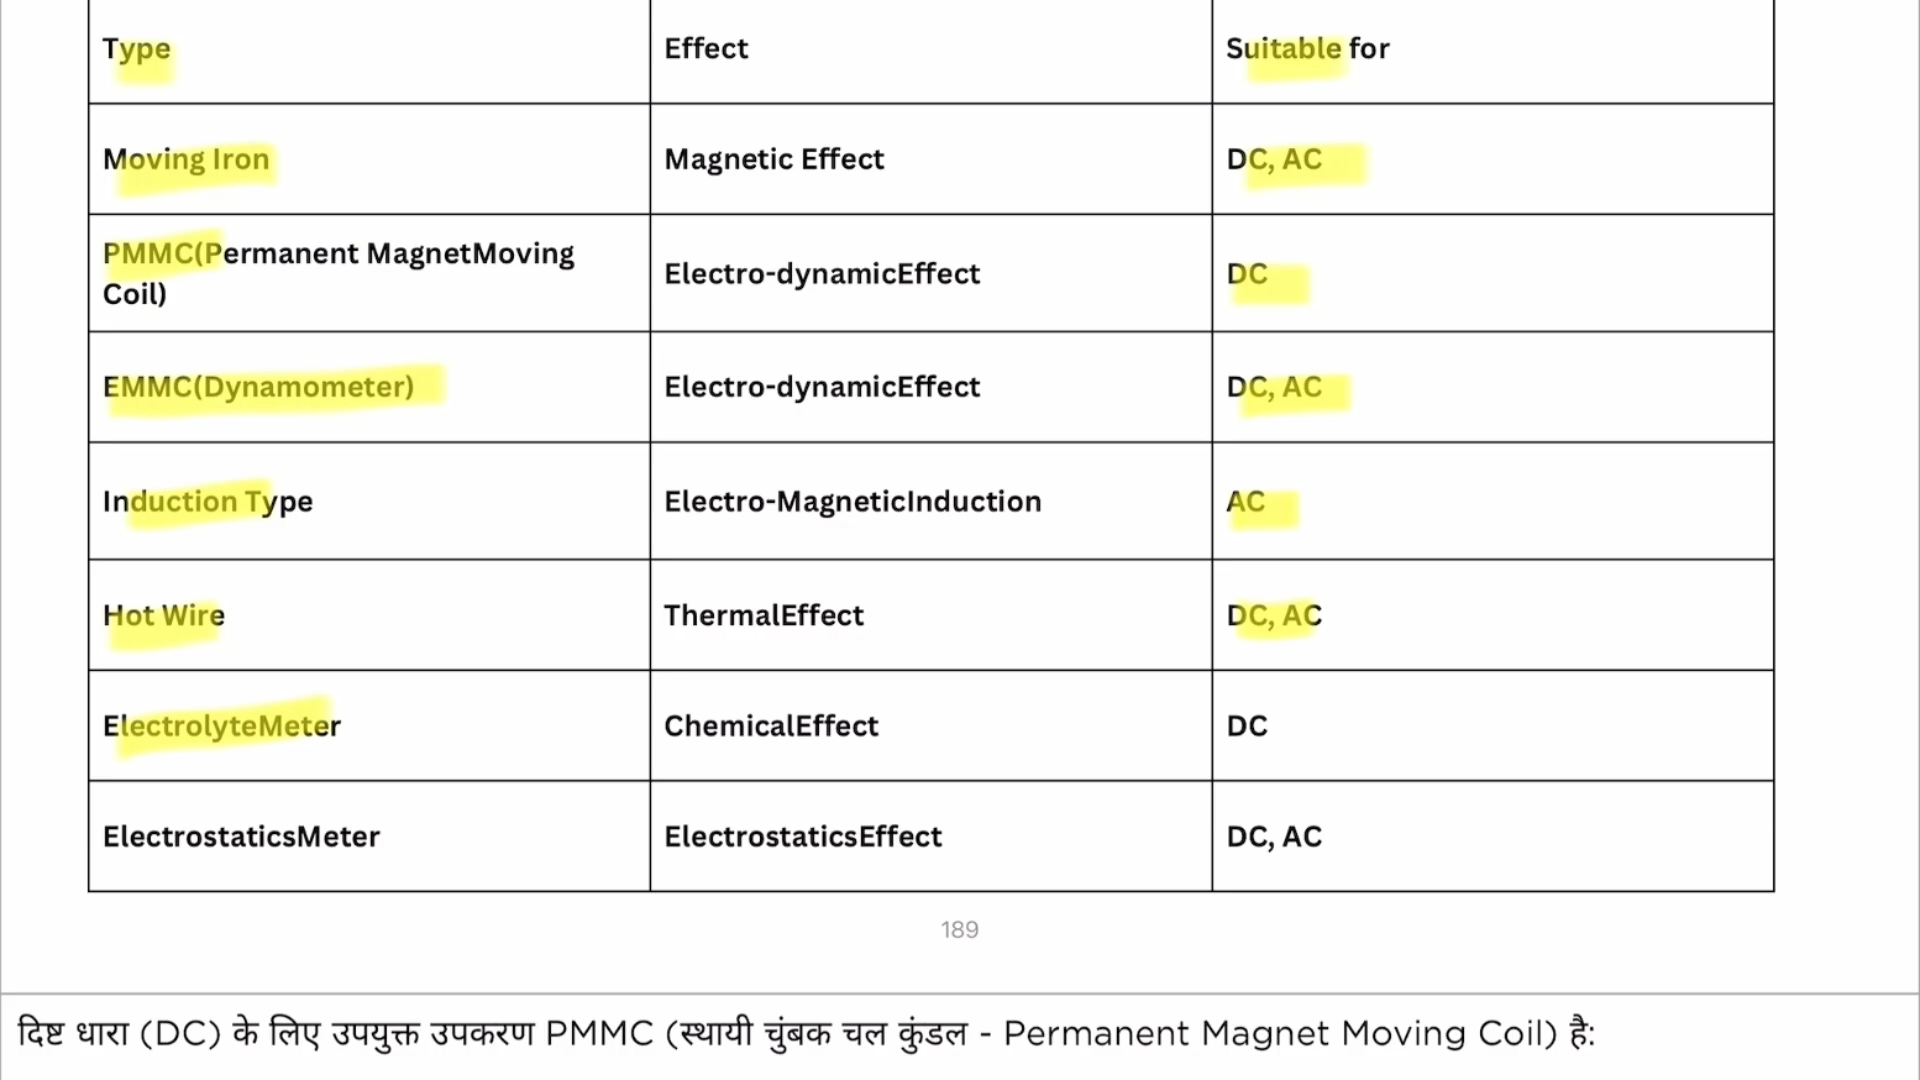 Type Effect Suitable for
Moving Iron Magnetic Effect DC, AC
PMMC(Permanent MagnetMoving
Coil) Electro-dynamicEffect DC
EMMC(Dynamometer) Electro-dynamicEffect DC, AC
Induction Type Electro-MagneticInduction AC
Hot Wire ThermalEffect DC, AC
ElectrolyteMeter ChemicalEffect DC
ElectrostaticsMeter ElectrostaticsEffect DC, AC
189
दिष्ट धारा (DC) के लिए उपयुक्त उपकरण PMMC (स्थायी चुंबक चल कुंडल - Permanent Magnet Moving Coil) है: